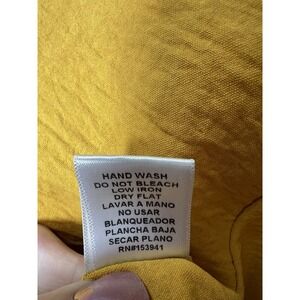 HAND WASH
DO NOT BLEACH
LOW IRON
DRY FLAT
LAVAR A MANO
NO USAR
BLANQUEADOR
PLANCHA BAJA
SECAR PLANO
RN#153941